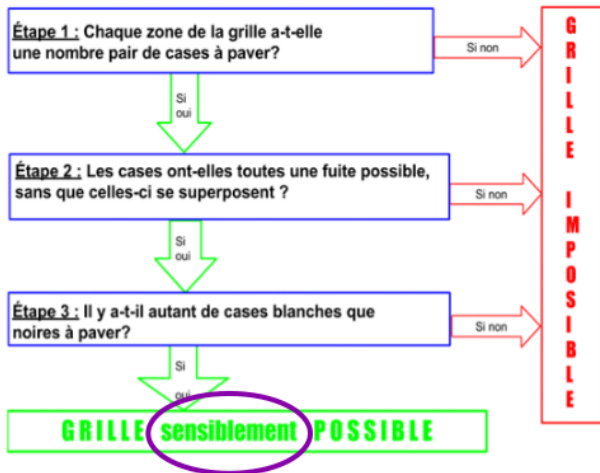 Étape 1 : Chaque zone de la grille a-t-elle
une nombre pair de cases à paver?
Si non
Si
oui
Étape 2 : Les cases ont-elles toutes une fuite possible,
sans que celles-ci se superposent ?
Si non
Si
oui
Étape 3 : Il y a-t-il autant de cases blanches que
noires à paver?
Si non
Si
oui
GRILLE sensiblement POSSIBLE
GRILLE IMPOSSIBLE